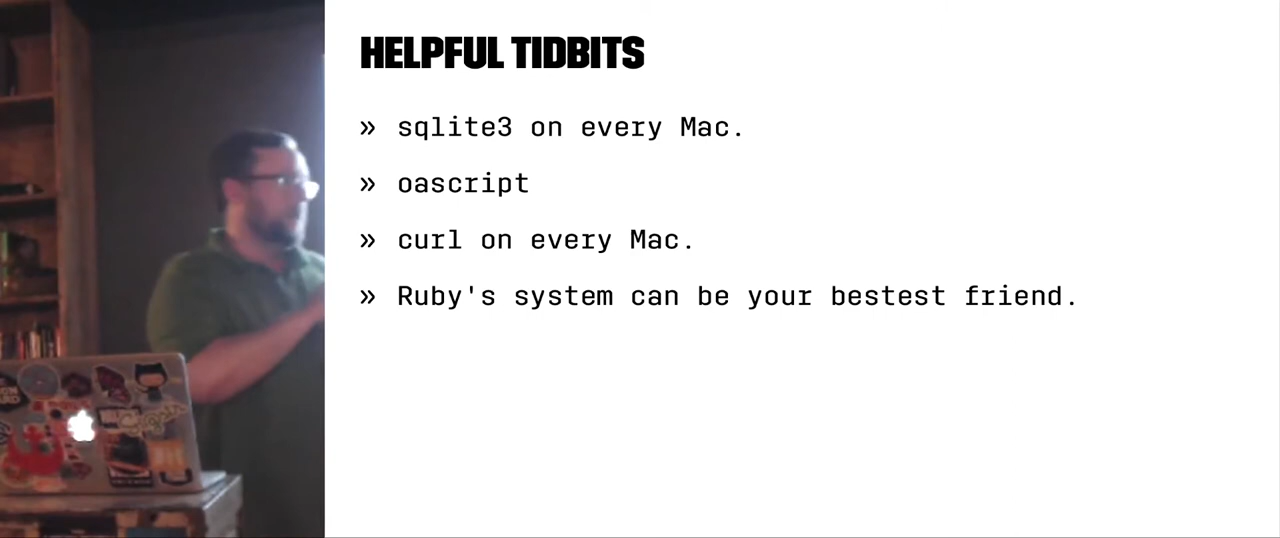 HELPFUL TIDBITS
» sqlite3 on every Mac.
» oascript
» curl on every Mac.
» Ruby's system can be your bestest friend.